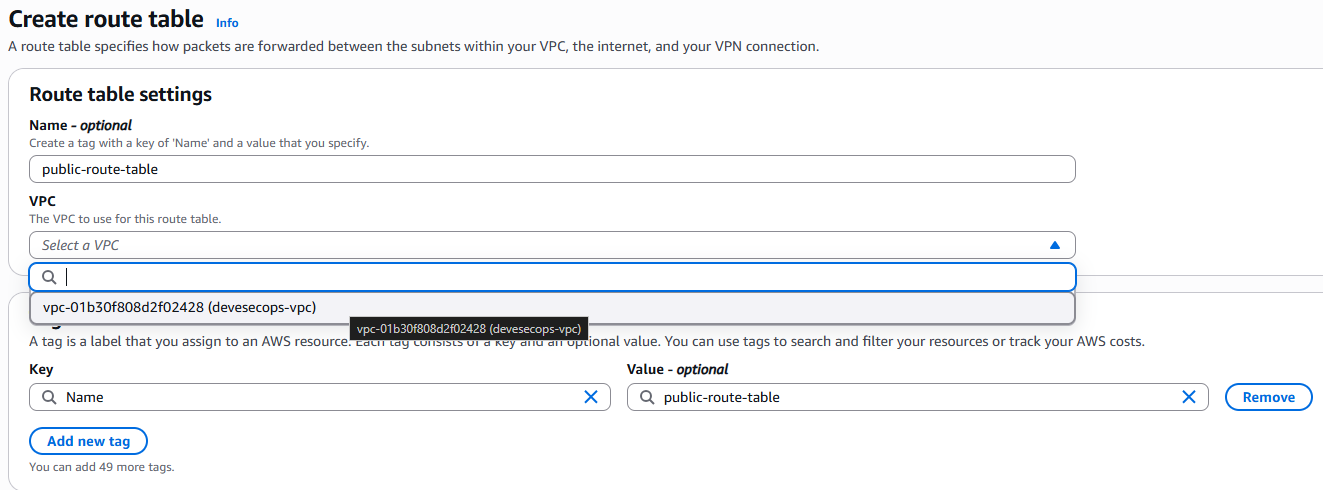 Create route table Info
A route table specifies how packets are forwarded between the subnets within your VPC, the internet, and your VPN connection.
Route table settings
Name - optional
Create a tag with a key of 'Name' and a value that you specify.
public-route-table
VPC
The VPC to use for this route table.
Select a VPC
vpc-01b30f808d2f02428 (devesecops-vpc)
vpc-01b30f808d2f02428 (devesecops-vpc)
A tag is a label that you assign to an AWS resource. Each tag consists of a key and an optional value. You can use tags to search and filter your resources or track your AWS costs.
Key
Value - optional
Name
public-route-table
Remove
Add new tag
You can add 49 more tags.